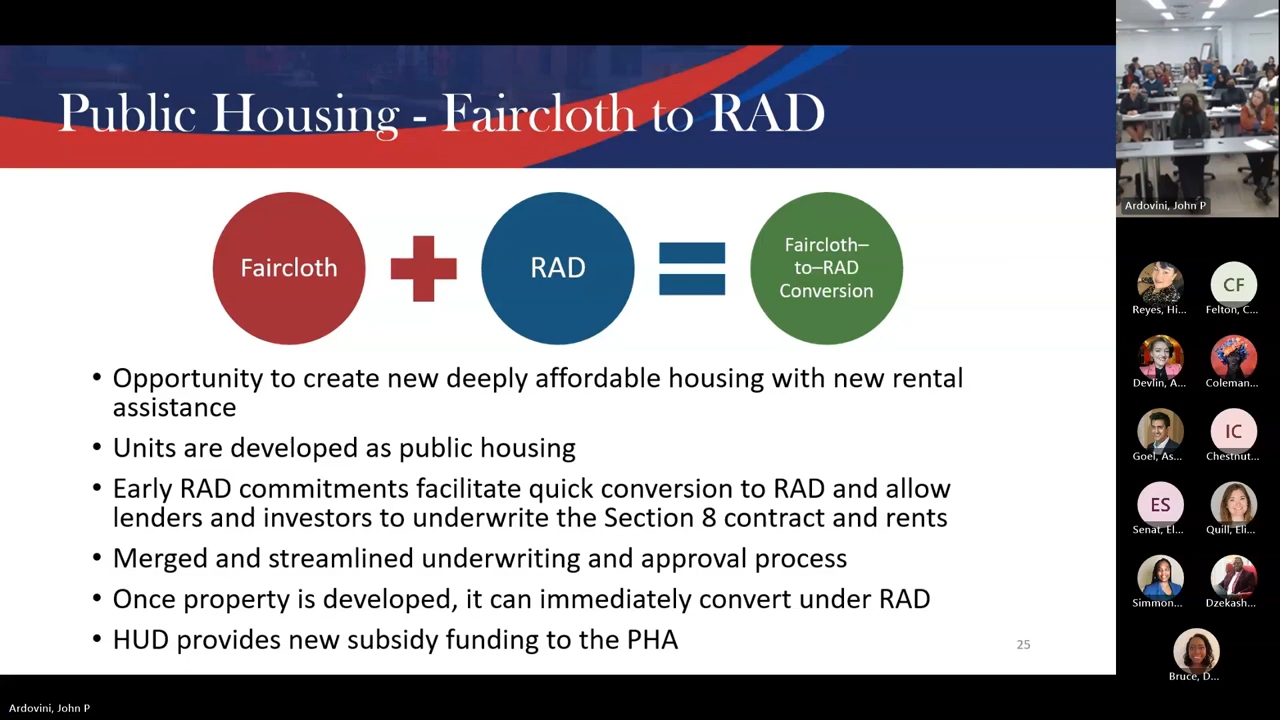 Public Housing - Faircloth to RAD
Faircloth
RAD
Faircloth–
to–RAD
Conversion
• Opportunity to create new deeply affordable housing with new rental
assistance
• Units are developed as public housing
• Early RAD commitments facilitate quick conversion to RAD and allow
lenders and investors to underwrite the Section 8 contract and rents
• Merged and streamlined underwriting and approval process
• Once property is developed, it can immediately convert under RAD
• HUD provides new subsidy funding to the PHA
25
Ardovini, John P
Reyes, Hi...
CF
Felton, C...
Devlin, A...
Coleman...
Goel, As...
IC
Chestnut...
ES
Senat, El...
Quill, Eli...
Simmon...
Dzekash...
Bruce, D...
Ardovini, John P